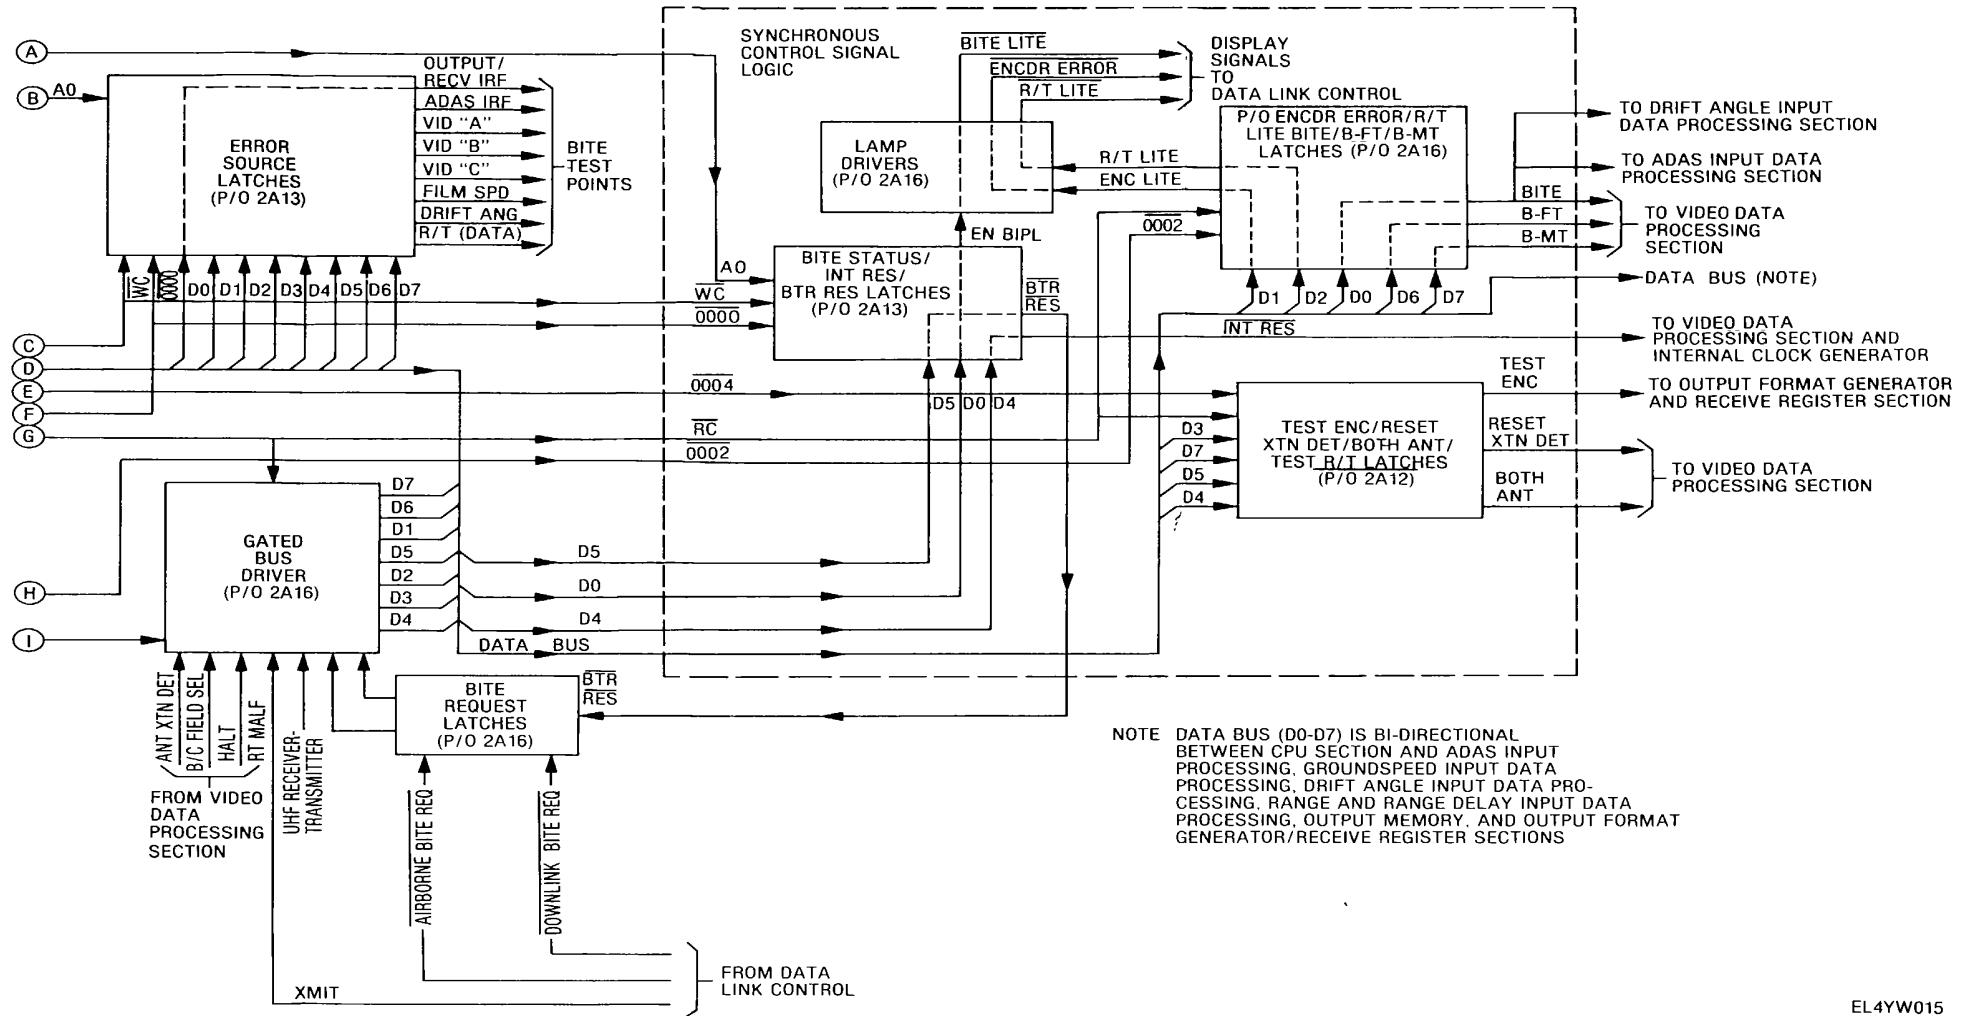 A
B
A0
ERROR
SOURCE
LATCHES
(P/O 2A13)
OUTPUT/
RECV IRF
ADAS IRF
VID "A"
VID "B"
VID "C"
FILM SPD
DRIFT ANG
R/T (DATA)
BITE
TEST
POINTS
WC
0000
D0
D1
D2
D3
D4
D5
D6
D7
C
D
E
F
G
H
I
SYNCHRONOUS
CONTROL SIGNAL
LOGIC
BITE LITE
ENCDR ERROR
R/T LITE
DISPLAY
SIGNALS
TO
DATA LINK CONTROL
LAMP
DRIVERS
(P/O 2A16)
R/T LITE
ENC LITE
P/O ENCDR ERROR/R/T
LITE BITE/B-FT/B-MT
LATCHES (P/O 2A16)
0002
D1
D2
D0
D6
D7
TO DRIFT ANGLE INPUT
DATA PROCESSING SECTION
TO ADAS INPUT DATA
PROCESSING SECTION
BITE
B-FT
B-MT
TO VIDEO DATA
PROCESSING
SECTION
DATA BUS (NOTE)
EN BIPL
A0
WC
0000
BITE STATUS/
INT RES/
BTR RES LATCHES
(P/O 2A13)
BTR
RES
INT RES
TO VIDEO DATA
PROCESSING SECTION AND
INTERNAL CLOCK GENERATOR
0004
D5
D0
D4
RC
0002
D3
D7
D5
D4
TEST ENC/RESET
XTN DET/BOTH ANT/
TEST R/T LATCHES
(P/O 2A12)
TEST
ENC
TO OUTPUT FORMAT GENERATOR
AND RECEIVE REGISTER SECTION
RESET
XTN DET
BOTH
ANT
TO VIDEO DATA
PROCESSING SECTION
GATED
BUS
DRIVER
(P/O 2A16)
D7
D6
D1
D5
D2
D3
D4
D5
D0
D4
DATA BUS
BITE
REQUEST
LATCHES
(P/O 2A16)
BTR
RES
ANT XTN DET
B/C FIELD SEL
HALT
RT MALF
UHF RECEIVER-
TRANSMITTER
FROM VIDEO
DATA
PROCESSING
SECTION
AIRBORNE BITE REQ
DOWNLINK BITE REQ
XMIT
FROM DATA
LINK CONTROL
NOTE DATA BUS (D0-D7) IS BI-DIRECTIONAL
BETWEEN CPU SECTION AND ADAS INPUT
PROCESSING, GROUNDSPEED INPUT DATA
PROCESSING, DRIFT ANGLE INPUT DATA PRO-
CESSING, RANGE AND RANGE DELAY INPUT DATA
PROCESSING, OUTPUT MEMORY, AND OUTPUT FORMAT
GENERATOR/RECEIVE REGISTER SECTIONS
EL4YW015